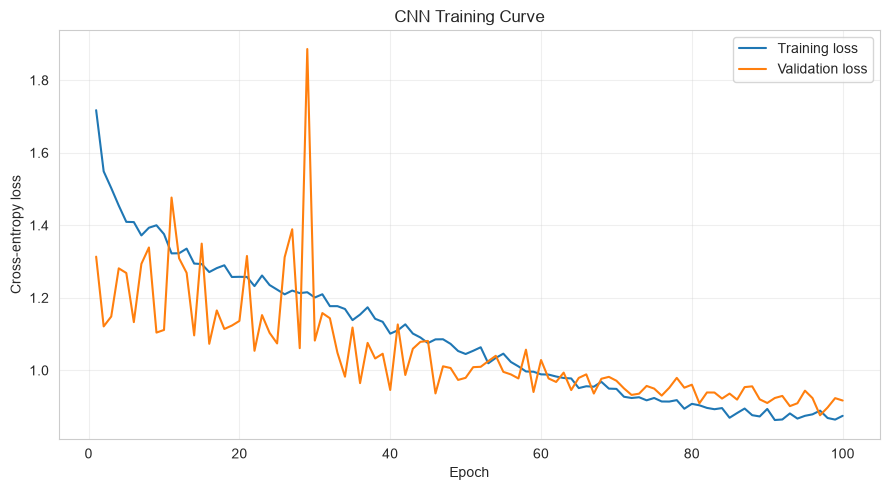 CNN Training Curve
Training loss
Validation loss
Cross-entropy loss
1.8
1.6
1.4
1.2
1.0
0 20 40 60 80 100
Epoch